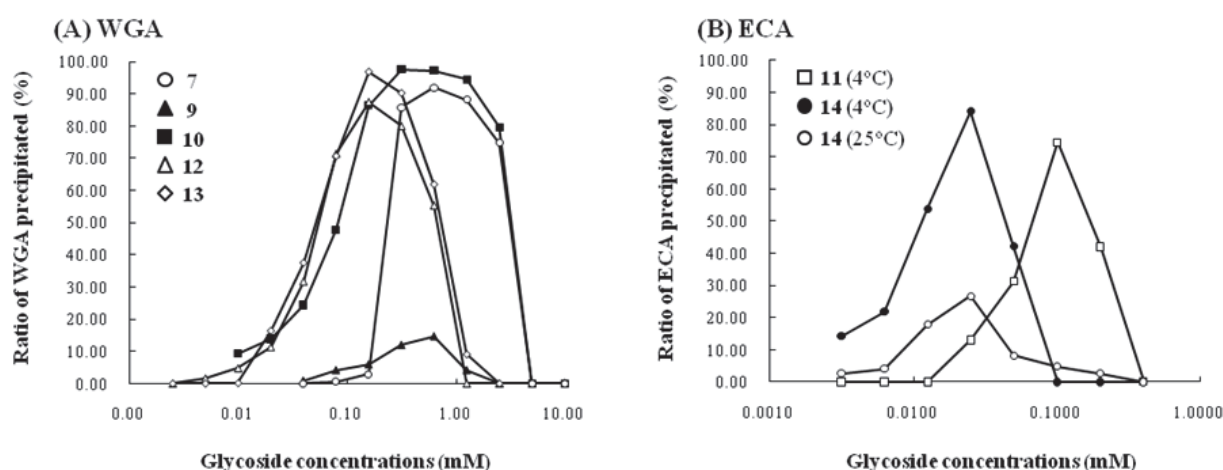 (A) WGA
Ratio of WGA precipitated (%)
100.00
90.00
80.00
70.00
60.00
50.00
40.00
30.00
20.00
10.00
0.00
7
9
10
12
13
0.00 0.01 0.10 1.00 10.00
Glycoside concentrations (mM)
(B) ECA
Ratio of ECA precipitated (%)
100.00
90.00
80.00
70.00
60.00
50.00
40.00
30.00
20.00
10.00
0.00
11 (4°C)
14 (4°C)
14 (25°C)
0.0010 0.0100 0.1000 1.0000
Glycoside concentrations (mM)